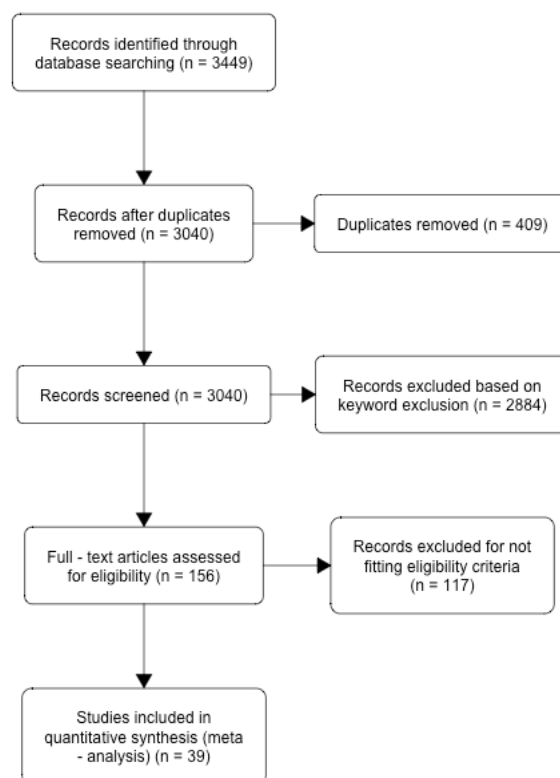 Records identified through
database searching (n = 3449)
Records after duplicates
removed (n = 3040)
Duplicates removed (n = 409)
Records screened (n = 3040)
Records excluded based on
keyword exclusion (n = 2884)
Full - text articles assessed
for eligibility (n = 156)
Records excluded for not
fitting eligibility criteria
(n = 117)
Studies included in
quantitative synthesis (meta
- analysis) (n = 39)